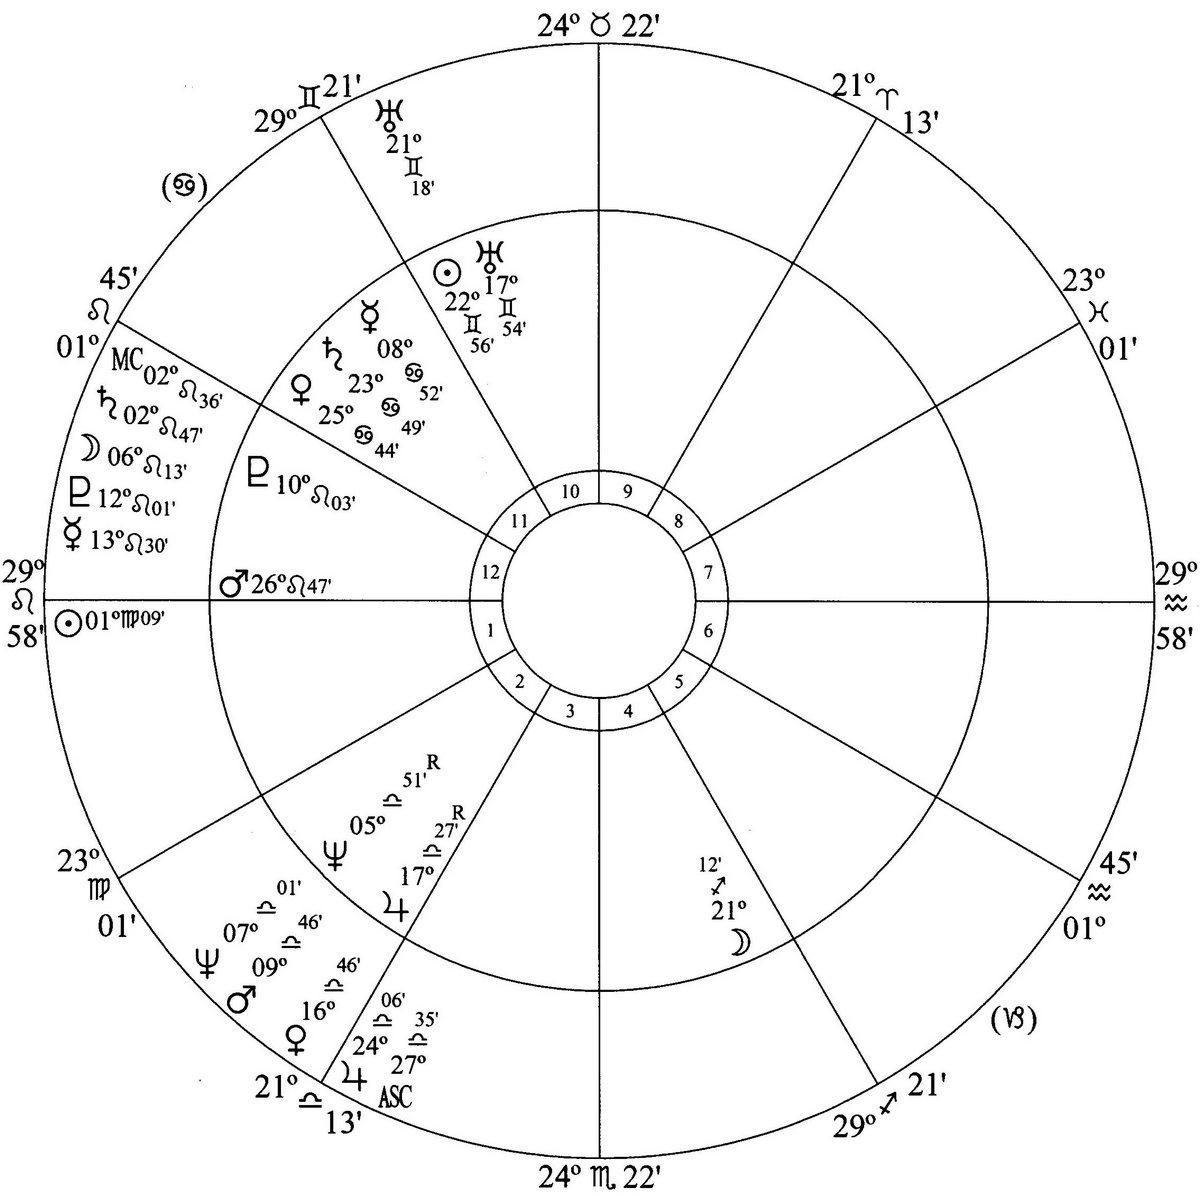 24° ♉ 22'
21° ♈ 13'
23° ♓ 01'
29° ♒ 58'
45' ♒ 01°
(♑)
29° ♐ 21'
24° ♏ 22'
21° ♎ 13'
23° ♍ 01'
29° ♌ 58'
45' ♌ 01°
(♋)
29° ♊ 21'
♅ 21° ♊ 18'
MC 02° ♌ 36'
♄ 02° ♌ 47'
☽ 06° ♌ 13'
♇ 12° ♌ 01'
☿ 13° ♌ 30'
☉ 01° ♍ 09'
♆ 07° ♎ 01'
♂ 09° ♎ 46'
♀ 16° ♎ 46'
♃ 24° ♎ 06'
ASC 27° ♎ 35'
♅ 17° ♊ 54'
☉ 22° ♊ 56'
☿ 08° ♋ 52'
♄ 23° ♋ 49'
♀ 25° ♋ 44'
♇ 10° ♌ 03'
♂ 26° ♌ 47'
♆ 05° ♎ 51' R
♃ 17° ♎ 27' R
☽ 21° ♐ 12'
1
2
3
4
5
6
7
8
9
10
11
12